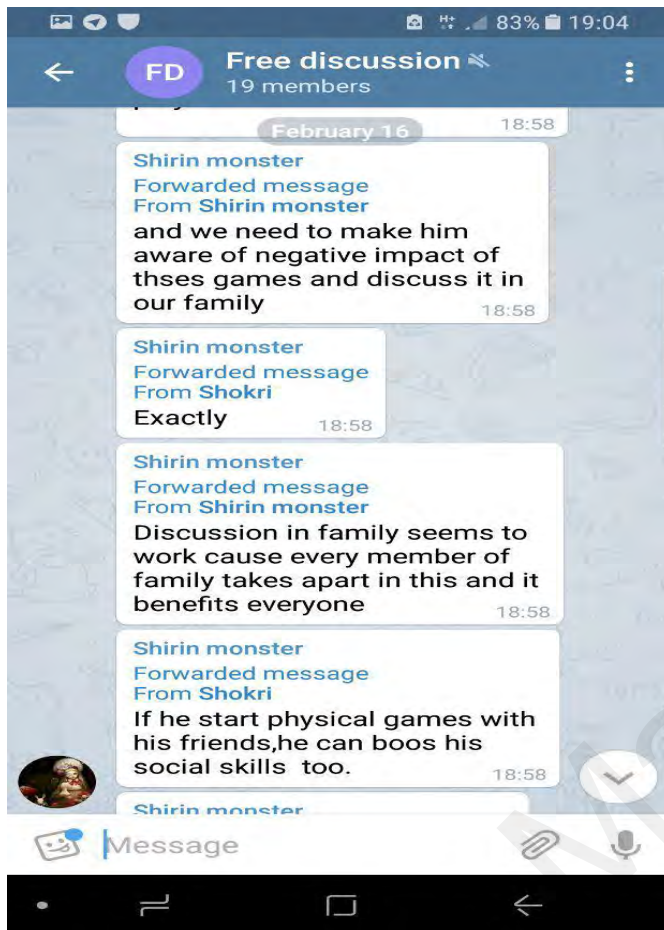 83% 19:04
FD
Free discussion
19 members
18:58
February 16
Shirin monster
Forwarded message
From Shirin monster
and we need to make him
aware of negative impact of
thses games and discuss it in
our family
18:58
Shirin monster
Forwarded message
From Shokri
Exactly
18:58
Shirin monster
Forwarded message
From Shirin monster
Discussion in family seems to
work cause every member of
family takes apart in this and it
benefits everyone
18:58
Shirin monster
Forwarded message
From Shokri
If he start physical games with
his friends,he can boos his
social skills too.
18:58
Shirin monster
Message